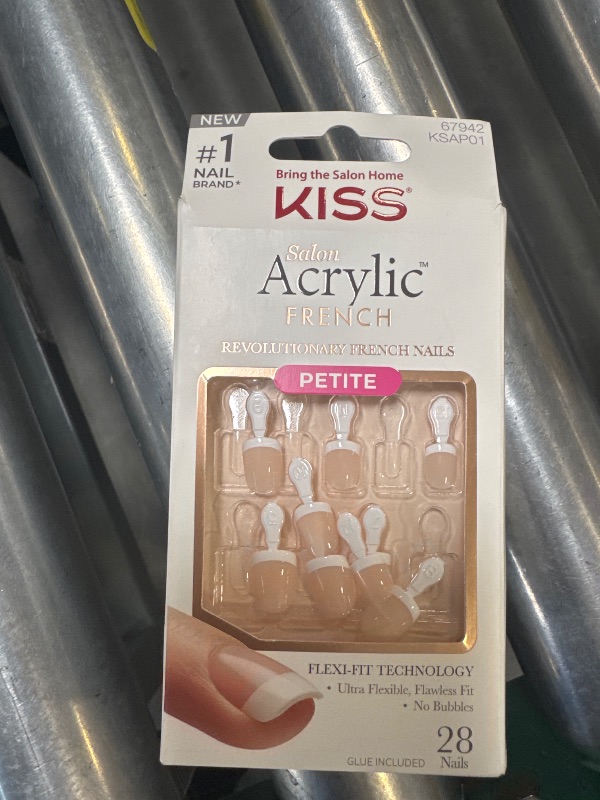 NEW
67942
KSAP01
#1
NAIL
BRAND*
Bring the Salon Home
KISS®
Salon
Acrylic™
FRENCH
REVOLUTIONARY FRENCH NAILS
PETITE
FLEXI-FIT TECHNOLOGY
• Ultra Flexible, Flawless Fit
• No Bubbles
GLUE INCLUDED
28
Nails